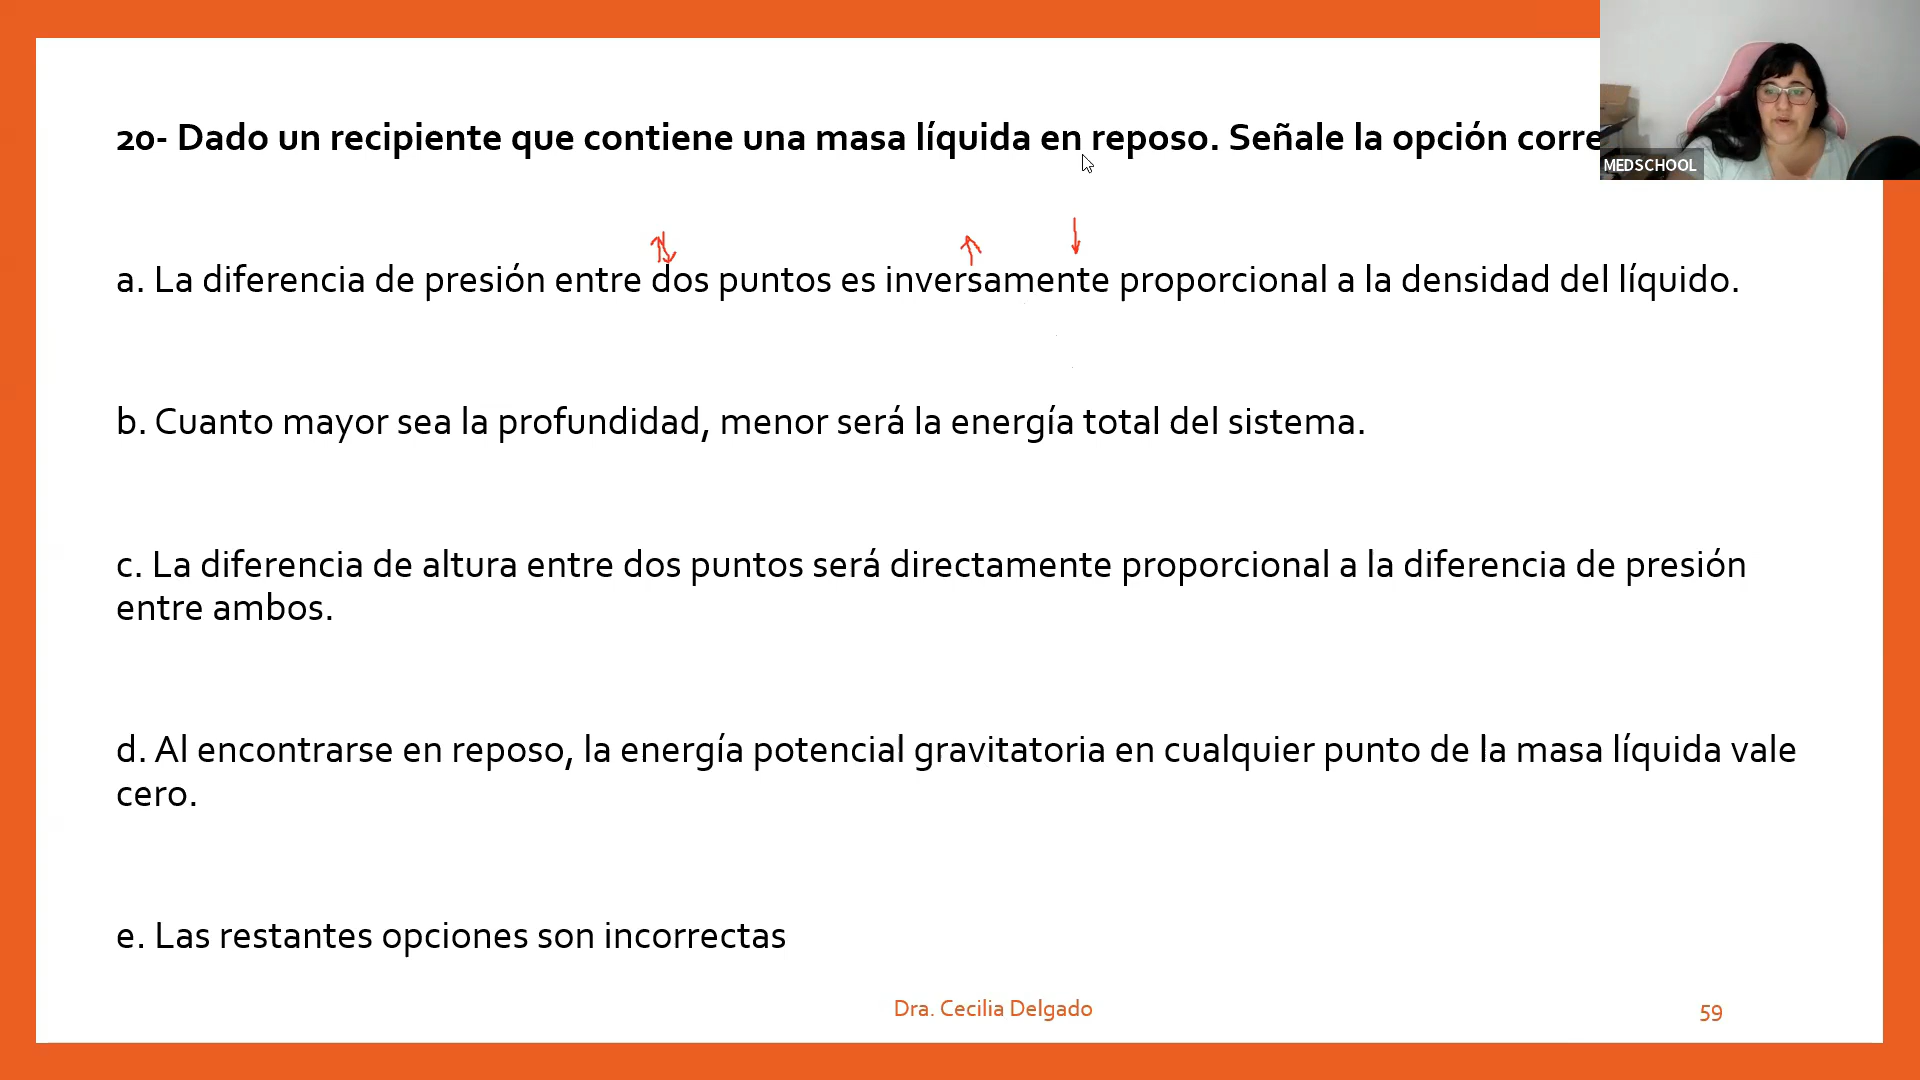 20- Dado un recipiente que contiene una masa líquida en reposo. Señale la opción corre
MEDSCHOOL
a. La diferencia de presión entre dos puntos es inversamente proporcional a la densidad del líquido.
b. Cuanto mayor sea la profundidad, menor será la energía total del sistema.
c. La diferencia de altura entre dos puntos será directamente proporcional a la diferencia de presión
entre ambos.
d. Al encontrarse en reposo, la energía potencial gravitatoria en cualquier punto de la masa líquida vale
cero.
e. Las restantes opciones son incorrectas
Dra. Cecilia Delgado
59